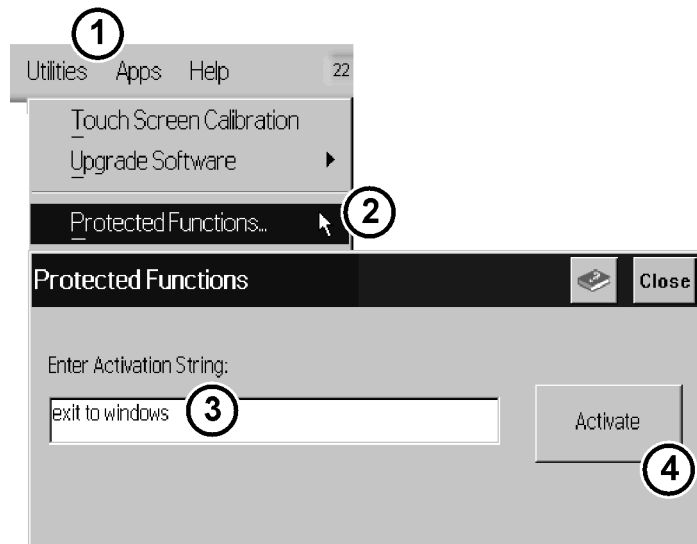 1
Utilities Apps Help 22
Touch Screen Calibration
Upgrade Software
Protected Functions...
2
Protected Functions Close
Enter Activation String:
exit to windows 3
Activate
4